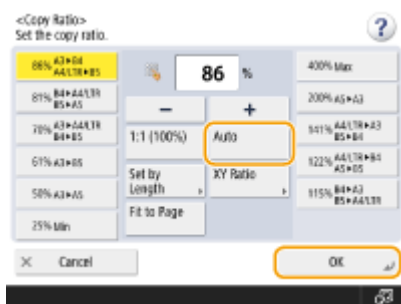 <Copy Ratio>
Set the copy ratio.
?
86% A3▸B4
A4/LTR▸B5
86 %
400% Max
81% B4▸A4/LTR
B5▸A5
−
+
200% A5▸A3
70% A3▸A4/LTR
B4▸B5
1:1 (100%)
Auto
141% A4/LTR▸A3
B5▸B4
61% A3▸B5
122% A4/LTR▸B4
A5▸B5
Set by
Length
XY Ratio
50% A3▸A5
115% B4▸A3
B5▸A4/LTR
Fit to Page
25% Min
× Cancel
OK